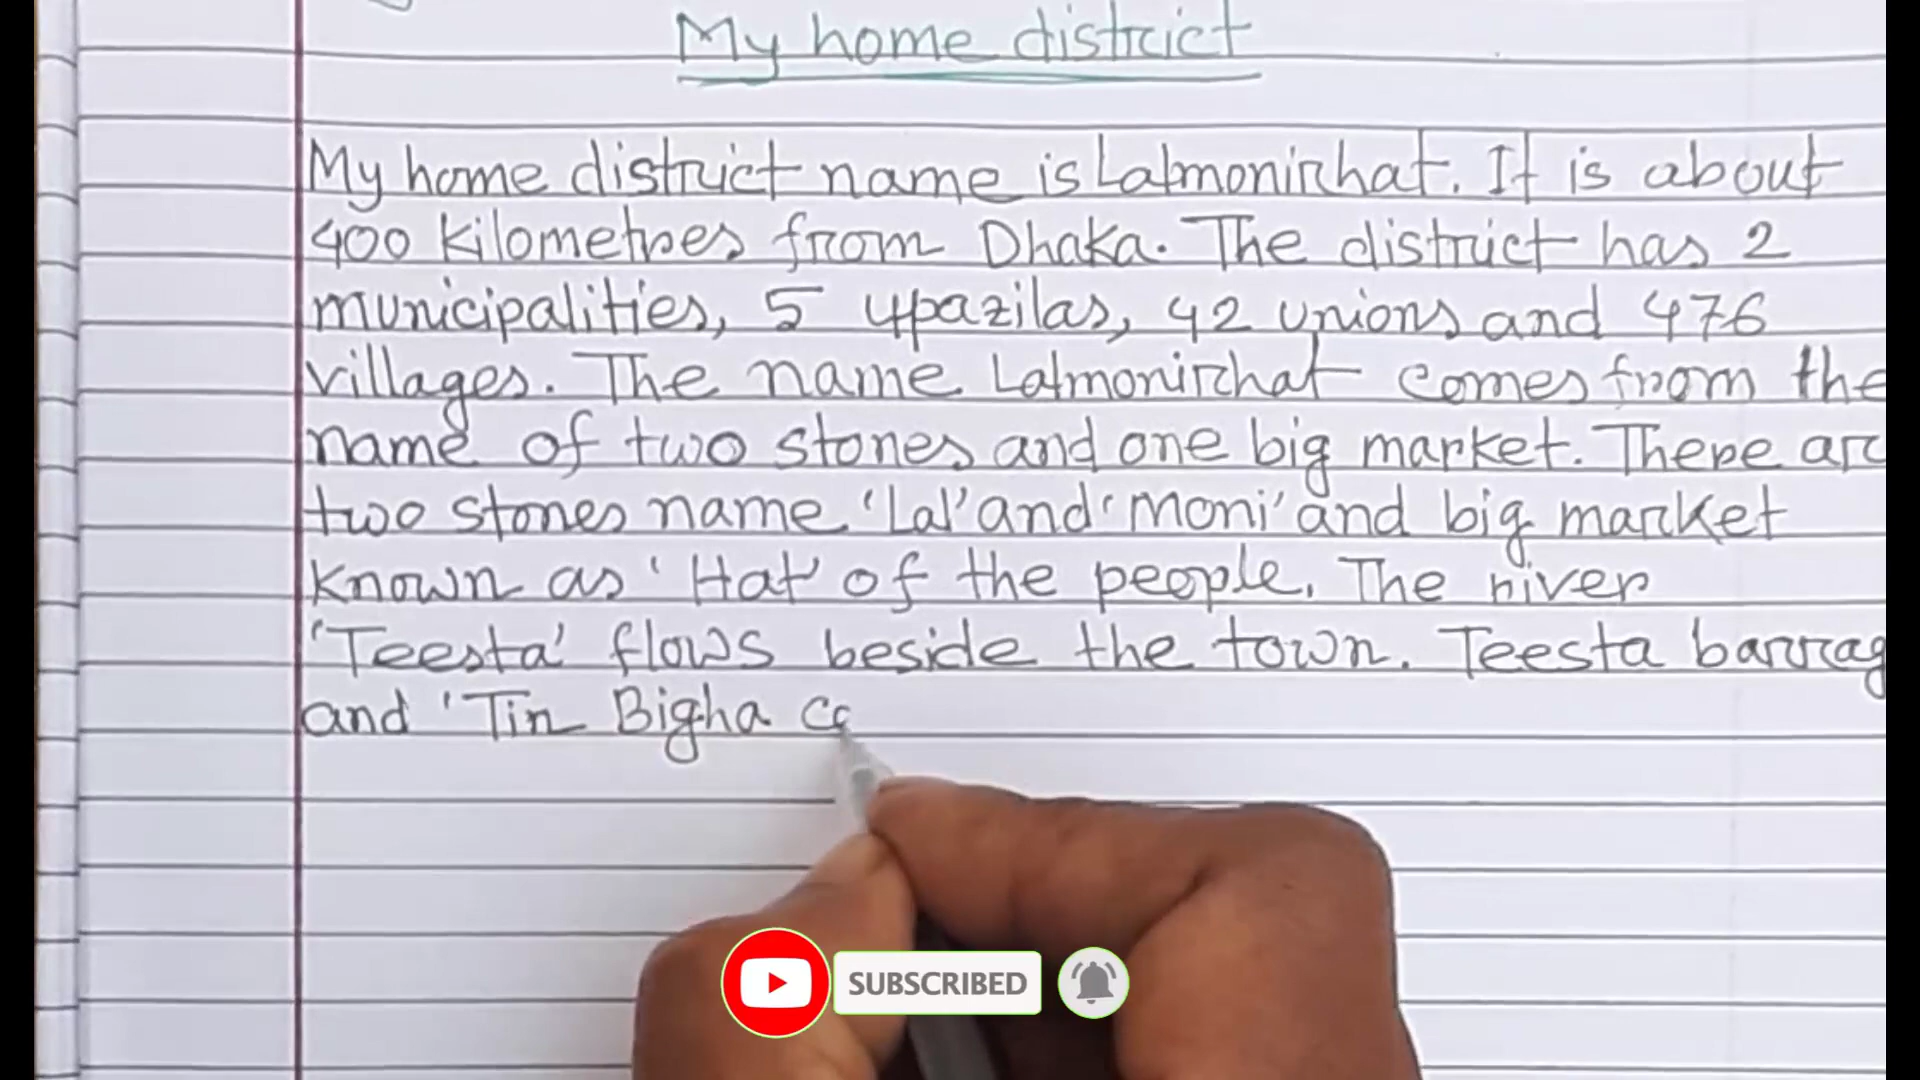 My home district
My home district name is Lalmonirhat. It is about
400 kilometres from Dhaka. The district has 2
municipalities, 5 upazilas, 42 unions and 476
villages. The name Lalmonirhat comes from the
name of two stones and one big market. There are
two stones name 'Lal' and 'Moni' and big market
known as 'Hat' of the people. The river
'Teesta' flows beside the town. Teesta barrag
and 'Tin Bigha co
SUBSCRIBED